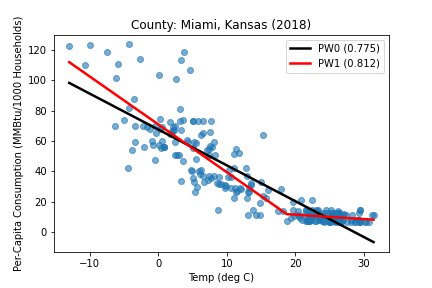 County: Miami, Kansas (2018)
Per-Capita Consumption (MMBtu/1000 Households)
120
100
80
60
40
20
0
PW0 (0.775)
PW1 (0.812)
−10
0
10
20
30
Temp (deg C)